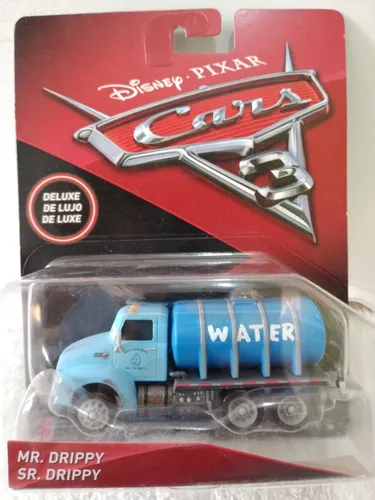 Disney · PIXAR
Cars
3
DELUXE
DE LUJO
DE LUXE
WATER
MR. DRIPPY
SR. DRIPPY